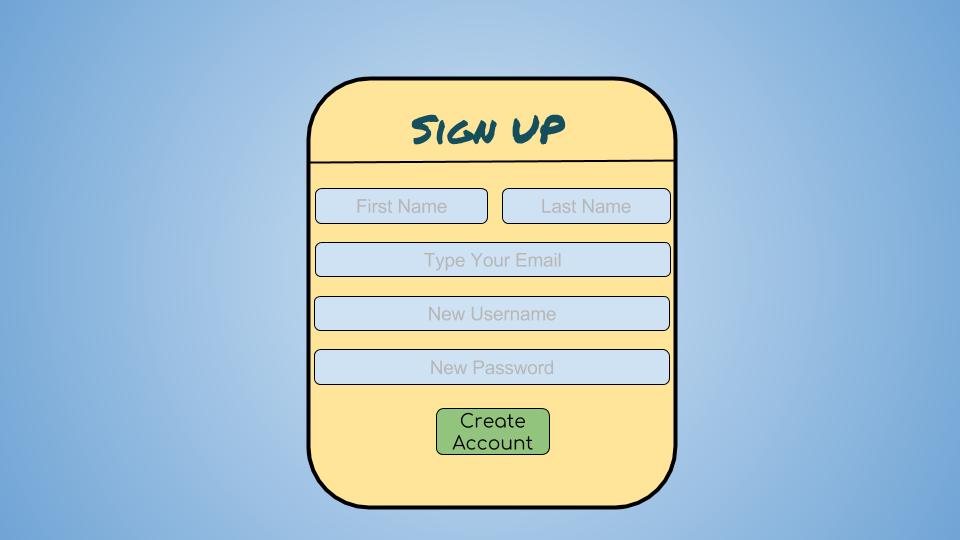 Sign UP
First Name Last Name
Type Your Email
New Username
New Password
Create
Account